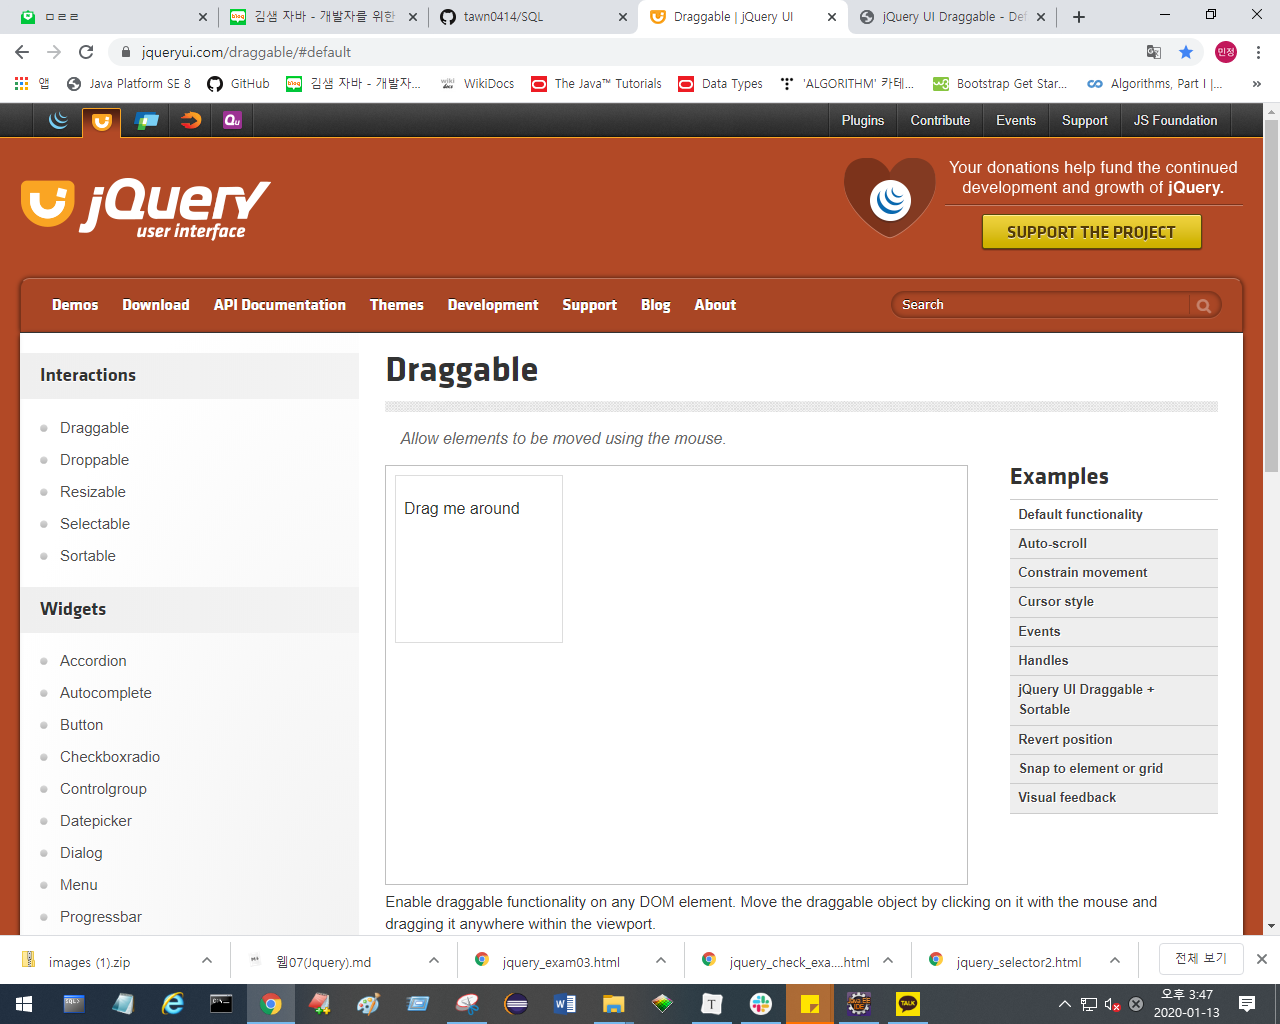 ㅁㄹㄹ
김샘 자바 - 개발자를 위한
tawn0414/SQL
Draggable | jQuery UI
jQuery UI Draggable - Def
jqueryui.com/draggable/#default
민정
앱
Java Platform SE 8
GitHub
김샘 자바 - 개발자...
WikiDocs
The Java™ Tutorials
Data Types
'ALGORITHM' 카테...
Bootstrap Get Star...
Algorithms, Part I |...
»
Plugins
Contribute
Events
Support
JS Foundation
jQuery
user interface
Your donations help fund the continued
development and growth of jQuery.
SUPPORT THE PROJECT
Demos
Download
API Documentation
Themes
Development
Support
Blog
About
Search
Interactions
Draggable
Droppable
Resizable
Selectable
Sortable
Widgets
Accordion
Autocomplete
Button
Checkboxradio
Controlgroup
Datepicker
Dialog
Menu
Progressbar
Draggable
Allow elements to be moved using the mouse.
Drag me around
Examples
Default functionality
Auto-scroll
Constrain movement
Cursor style
Events
Handles
jQuery UI Draggable +
Sortable
Revert position
Snap to element or grid
Visual feedback
Enable draggable functionality on any DOM element. Move the draggable object by clicking on it with the mouse and
dragging it anywhere within the viewport.
images (1).zip
웹07(Jquery).md
jquery_exam03.html
jquery_check_exa....html
jquery_selector2.html
전체 보기
오후 3:47
2020-01-13